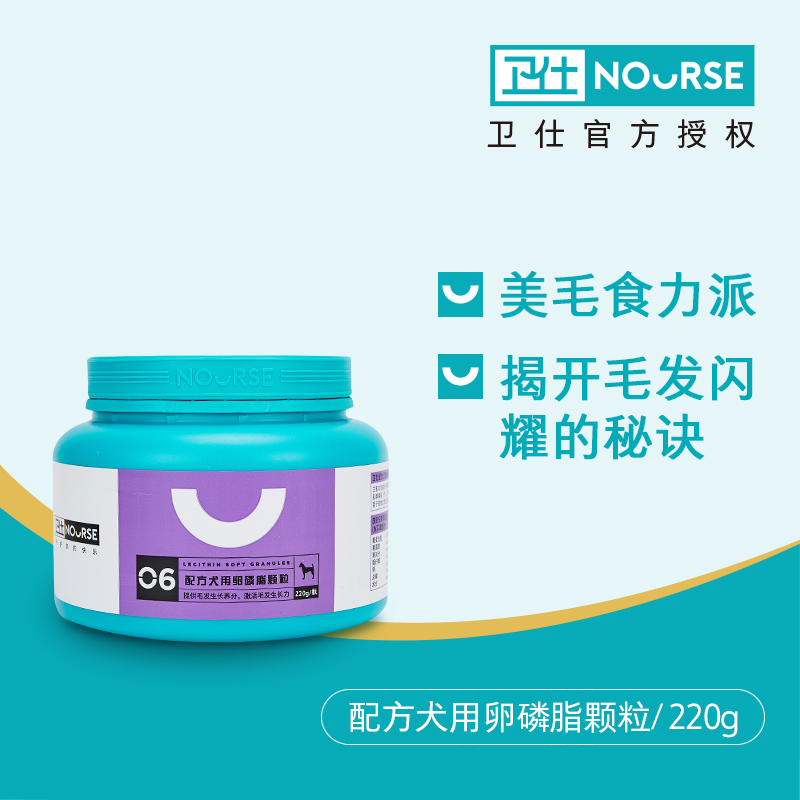 卫仕 NOURSE
卫仕官方授权
美毛食力派
揭开毛发闪
耀的秘诀
NOURSE
卫仕 NOURSE
06
LECITHIN SOFT GRANULES
配方犬用卵磷脂颗粒
提供毛发生长养分,激活毛发生长力
220g/瓶
配方犬用卵磷脂颗粒/ 220g